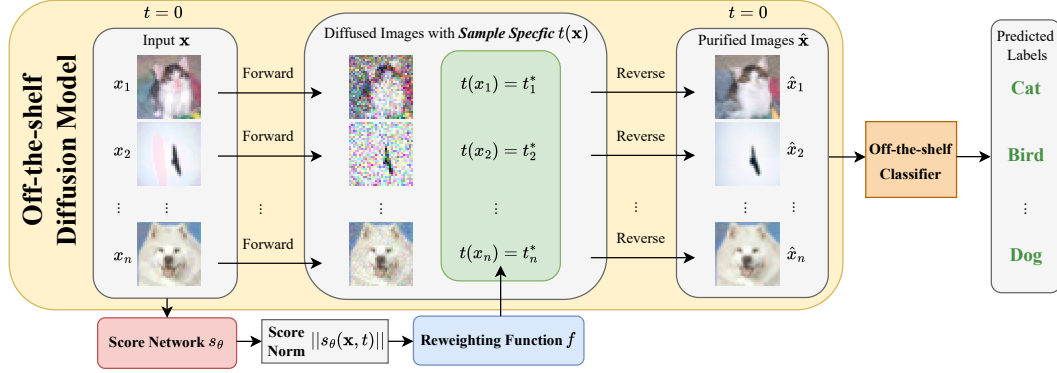 t = 0
t = 0
Off-the-shelf
Diffusion Model
Input x
Diffused Images with Sample Specfic t(x)
Purified Images x̂
Predicted
Labels
x₁
Forward
t(x₁) = t₁*
Reverse
x̂₁
Cat
x₂
Forward
t(x₂) = t₂*
Reverse
x̂₂
Off-the-shelf
Classifier
Bird
⋮ ⋮ ⋮ ⋮ ⋮ ⋮ ⋮ ⋮ ⋮
xₙ
Forward
t(xₙ) = tₙ*
Reverse
x̂ₙ
Dog
Score Network sθ
Score
Norm ||sθ(x, t)||
Reweighting Function f